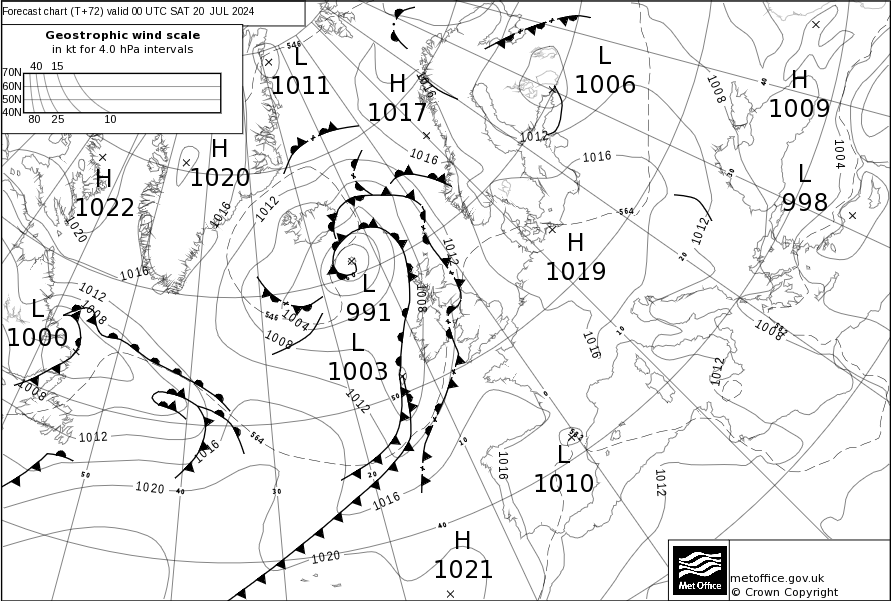 Forecast chart (T+72) valid 00 UTC SAT 20 JUL 2024
Geostrophic wind scale
in kt for 4.0 hPa intervals
40 15
70N
60N
50N
40N
80 25 10
546
L
1011
H
1017
1016
L
1006
H
1009
40
1008
1012
1004
1016
1016
H
1020
H
1022
L
998
30
1020
1016
1012
564
1012
H
1019
20
1012
1016
1012
1008
L
1000
L
991
1008
546
1004
1008
10
1008
1016
L
1003
1012
1008
1012
50
0
1012
564
1016
10
L
1010
1016
1012
50
1020
40
30
20
1016
40
1020
H
1021
Met Office
metoffice.gov.uk
© Crown Copyright